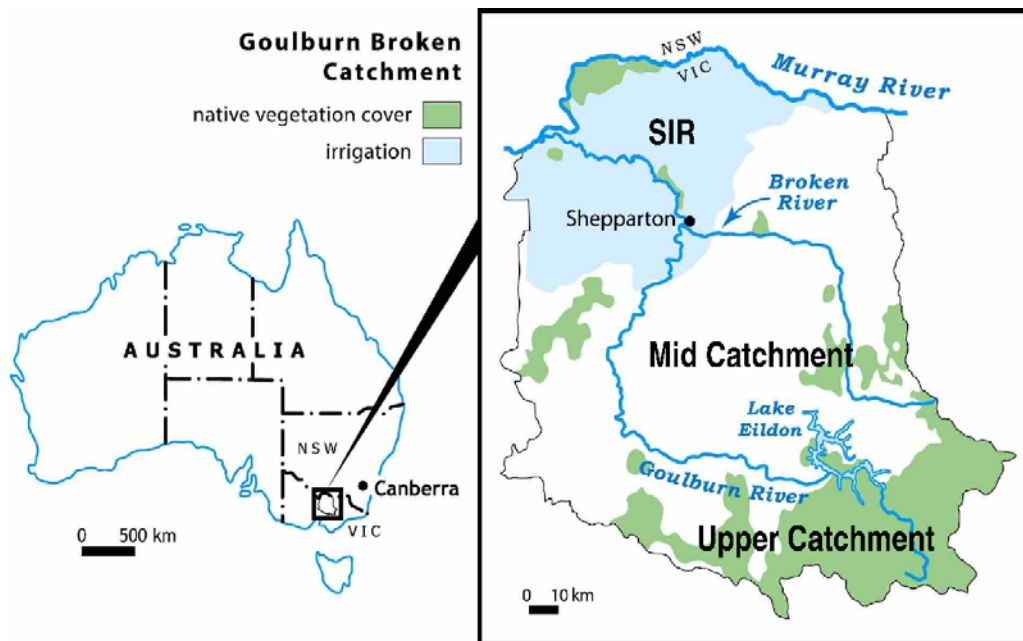 Goulburn Broken
Catchment
native vegetation cover
irrigation
AUSTRALIA
NSW
Canberra
VIC
0 500 km
NSW
VIC
Murray River
SIR
Broken
River
Shepparton
Mid Catchment
Lake
Eildon
Goulburn River
Upper Catchment
0 10 km